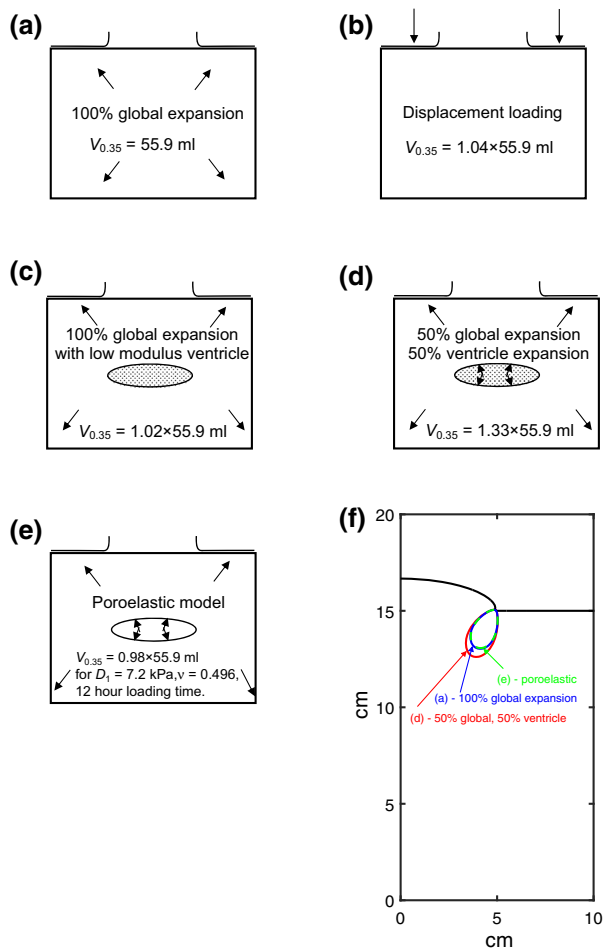 (a)
100% global expansion
V0.35 = 55.9 ml
(b)
Displacement loading
V0.35 = 1.04×55.9 ml
(c)
100% global expansion
with low modulus ventricle
V0.35 = 1.02×55.9 ml
(d)
50% global expansion
50% ventricle expansion
V0.35 = 1.33×55.9 ml
(e)
Poroelastic model
V0.35 = 0.98×55.9 ml
for D1 = 7.2 kPa,ν = 0.496,
12 hour loading time.
(f)
20
15
10
5
0
cm
(e) - poroelastic
(a) - 100% global expansion
(d) - 50% global, 50% ventricle
0
5
10
cm